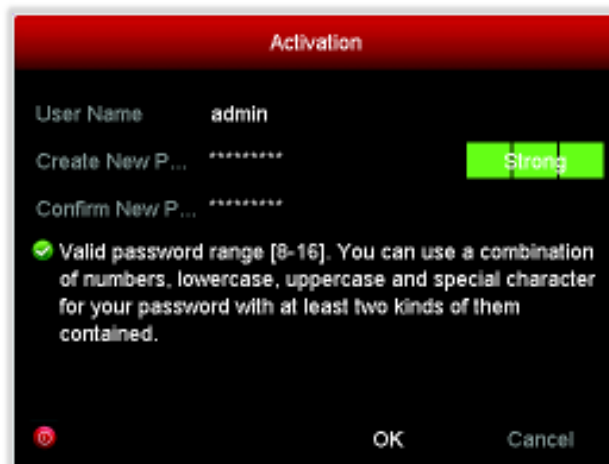 Activation
User Name admin
Create New P... ********* Strong
Confirm New P... *********
Valid password range [8-16]. You can use a combination
of numbers, lowercase, uppercase and special character
for your password with at least two kinds of them
contained.
OK Cancel